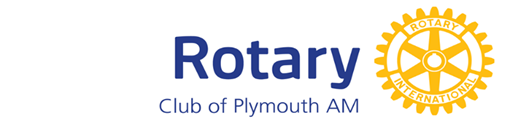 Rotary
Club of Plymouth AM
ROTARY
INTERNATIONAL